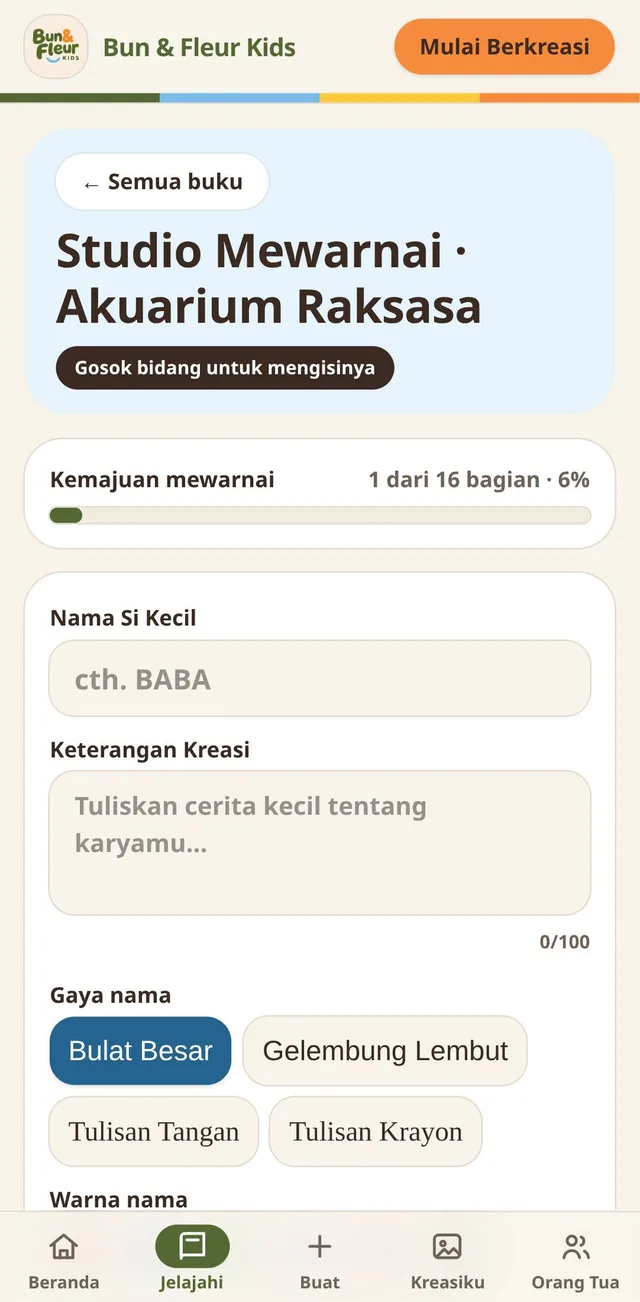 Bun&
Fleur
KIDS
Bun & Fleur Kids
Mulai Berkreasi
← Semua buku
Studio Mewarnai ·
Akuarium Raksasa
Gosok bidang untuk mengisinya
Kemajuan mewarnai
1 dari 16 bagian · 6%
Nama Si Kecil
cth. BABA
Keterangan Kreasi
Tuliskan cerita kecil tentang
karyamu...
0/100
Gaya nama
Bulat Besar
Gelembung Lembut
Tulisan Tangan
Tulisan Krayon
Warna nama
Beranda
Jelajahi
Buat
Kreasiku
Orang Tua